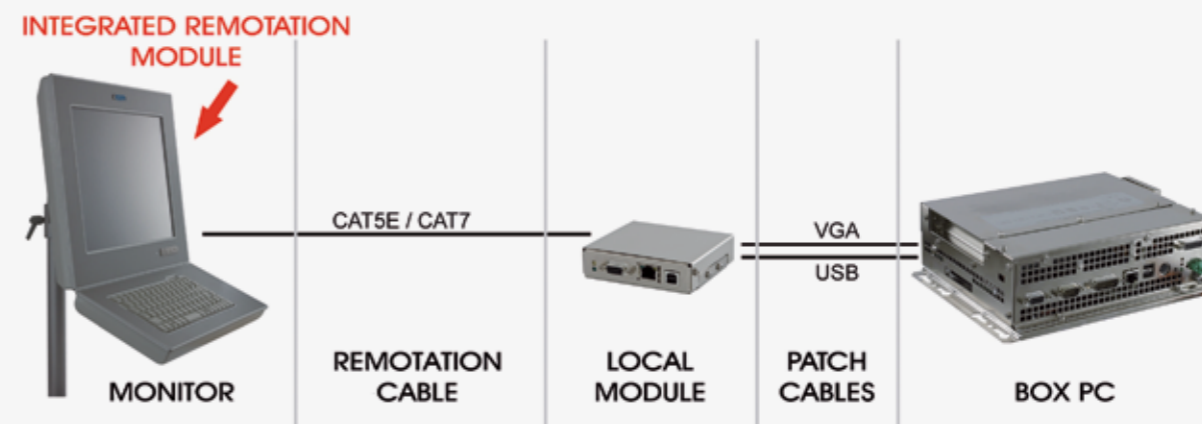 INTEGRATED REMOTATION
MODULE
CAT5E / CAT7
VGA
USB
MONITOR
REMOTATION
CABLE
LOCAL
MODULE
PATCH
CABLES
BOX PC